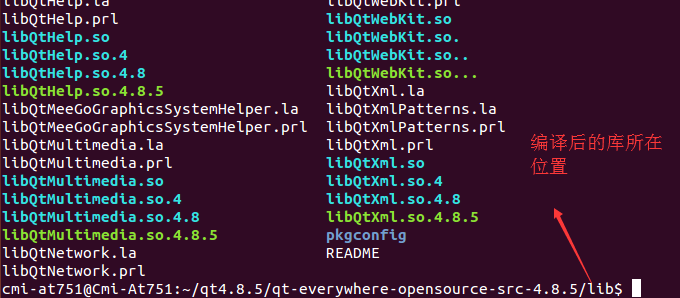 libQtHelp.la libQtWebKit.prl
libQtHelp.prl libQtWebKit.so
libQtHelp.so libQtWebKit.so.
libQtHelp.so.4 libQtWebKit.so..
libQtHelp.so.4.8 libQtWebKit.so...
libQtHelp.so.4.8.5 libQtXml.la
libQtMeeGoGraphicsSystemHelper.la libQtXmlPatterns.la
libQtMeeGoGraphicsSystemHelper.prl libQtXmlPatterns.prl
libQtMultimedia.la libQtXml.prl
libQtMultimedia.prl libQtXml.so
libQtMultimedia.so libQtXml.so.4
libQtMultimedia.so.4 libQtXml.so.4.8
libQtMultimedia.so.4.8 libQtXml.so.4.8.5
libQtMultimedia.so.4.8.5 pkgconfig
libQtNetwork.la README
libQtNetwork.prl
cmi-at751@Cmi-At751:~/qt4.8.5/qt-everywhere-opensource-src-4.8.5/lib$
编译后的库所在
位置